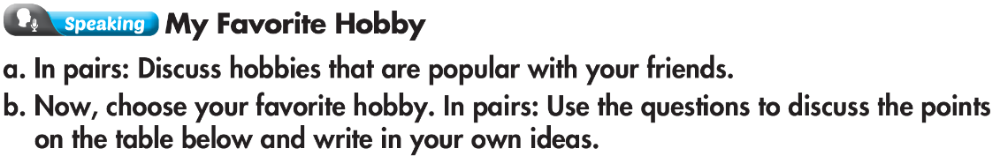 Speaking My Favorite Hobby
a. In pairs: Discuss hobbies that are popular with your friends.
b. Now, choose your favorite hobby. In pairs: Use the questions to discuss the points
on the table below and write in your own ideas.